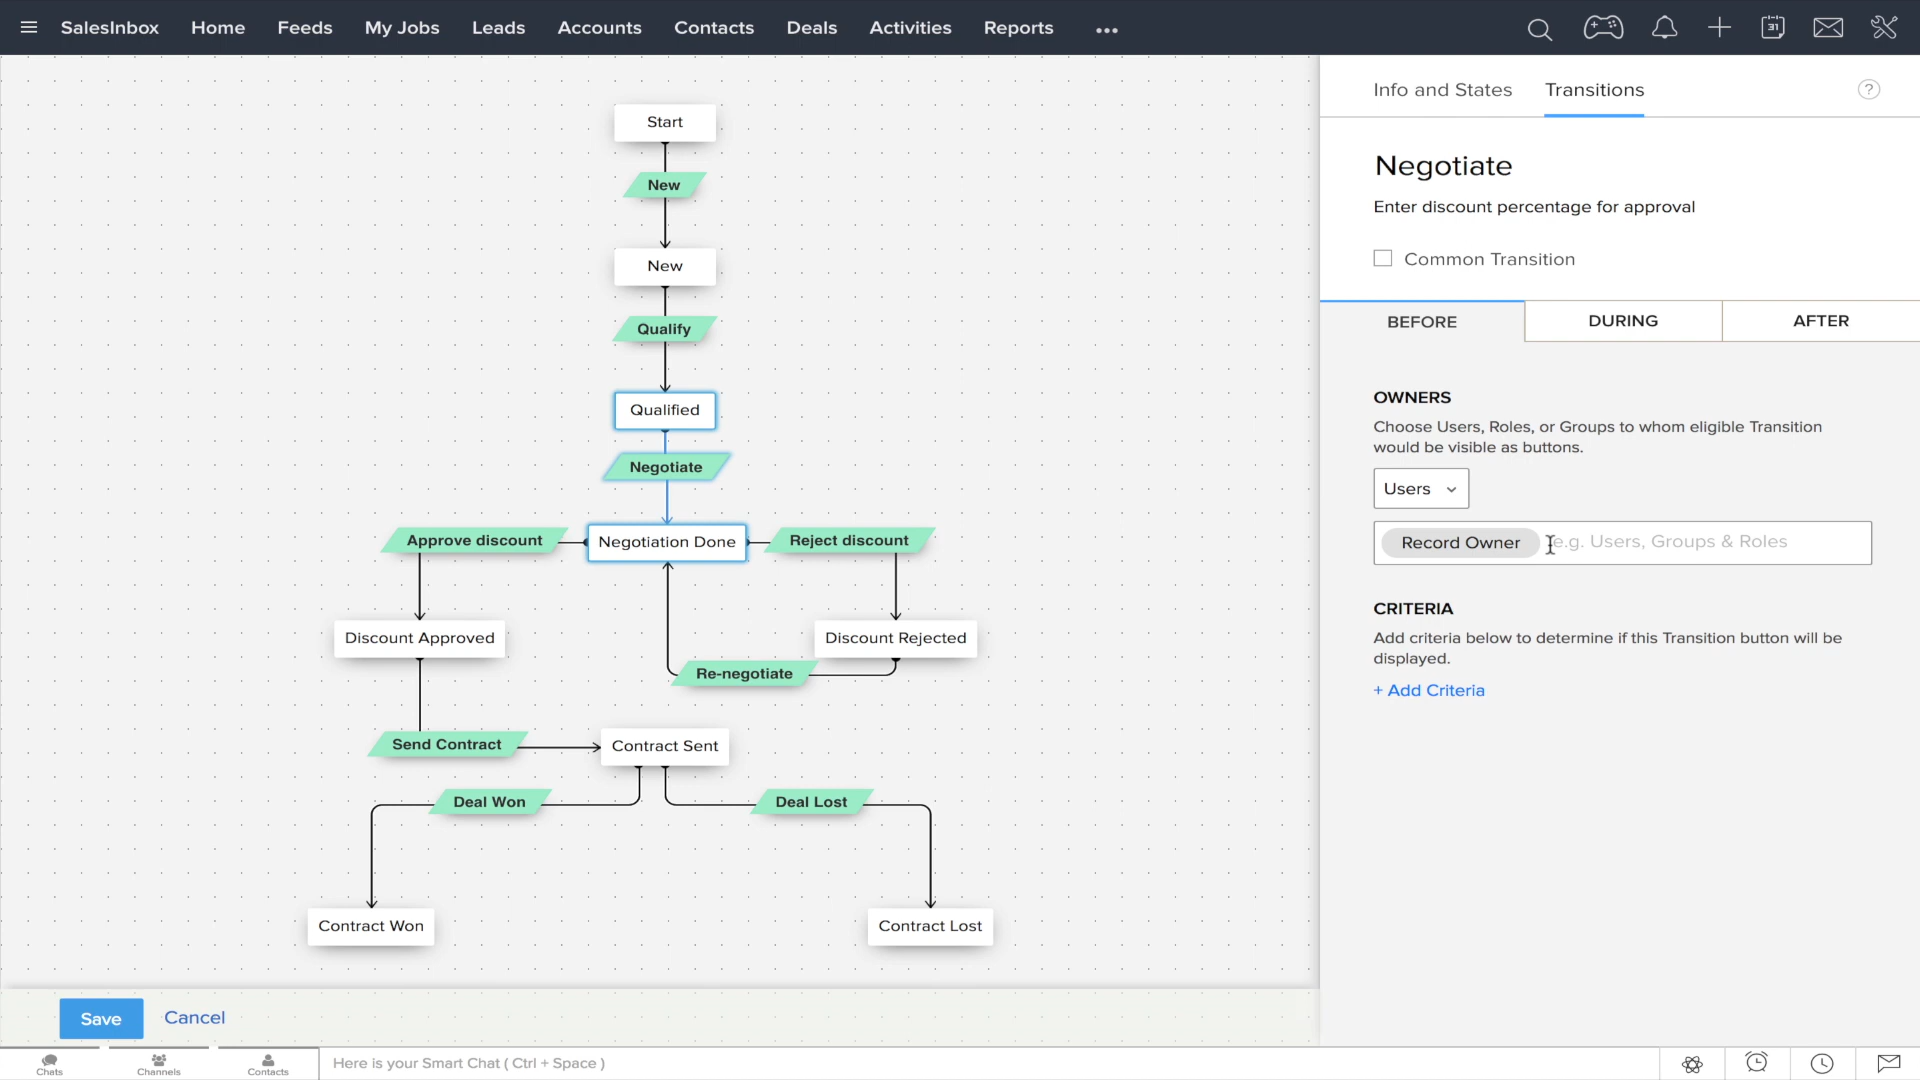 SalesInbox Home Feeds My Jobs Leads Accounts Contacts Deals Activities Reports
31
Info and States Transitions
?
Negotiate
Enter discount percentage for approval
Common Transition
BEFORE DURING AFTER
OWNERS
Choose Users, Roles, or Groups to whom eligible Transition
would be visible as buttons.
Users
Record Owner e.g. Users, Groups & Roles
CRITERIA
Add criteria below to determine if this Transition button will be
displayed.
+ Add Criteria
Start
New
New
Qualify
Qualified
Negotiate
Approve discount Negotiation Done Reject discount
Discount Approved Discount Rejected
Re-negotiate
Send Contract Contract Sent
Deal Won Deal Lost
Contract Won Contract Lost
Save Cancel
Chats Channels Contacts Here is your Smart Chat ( Ctrl + Space )